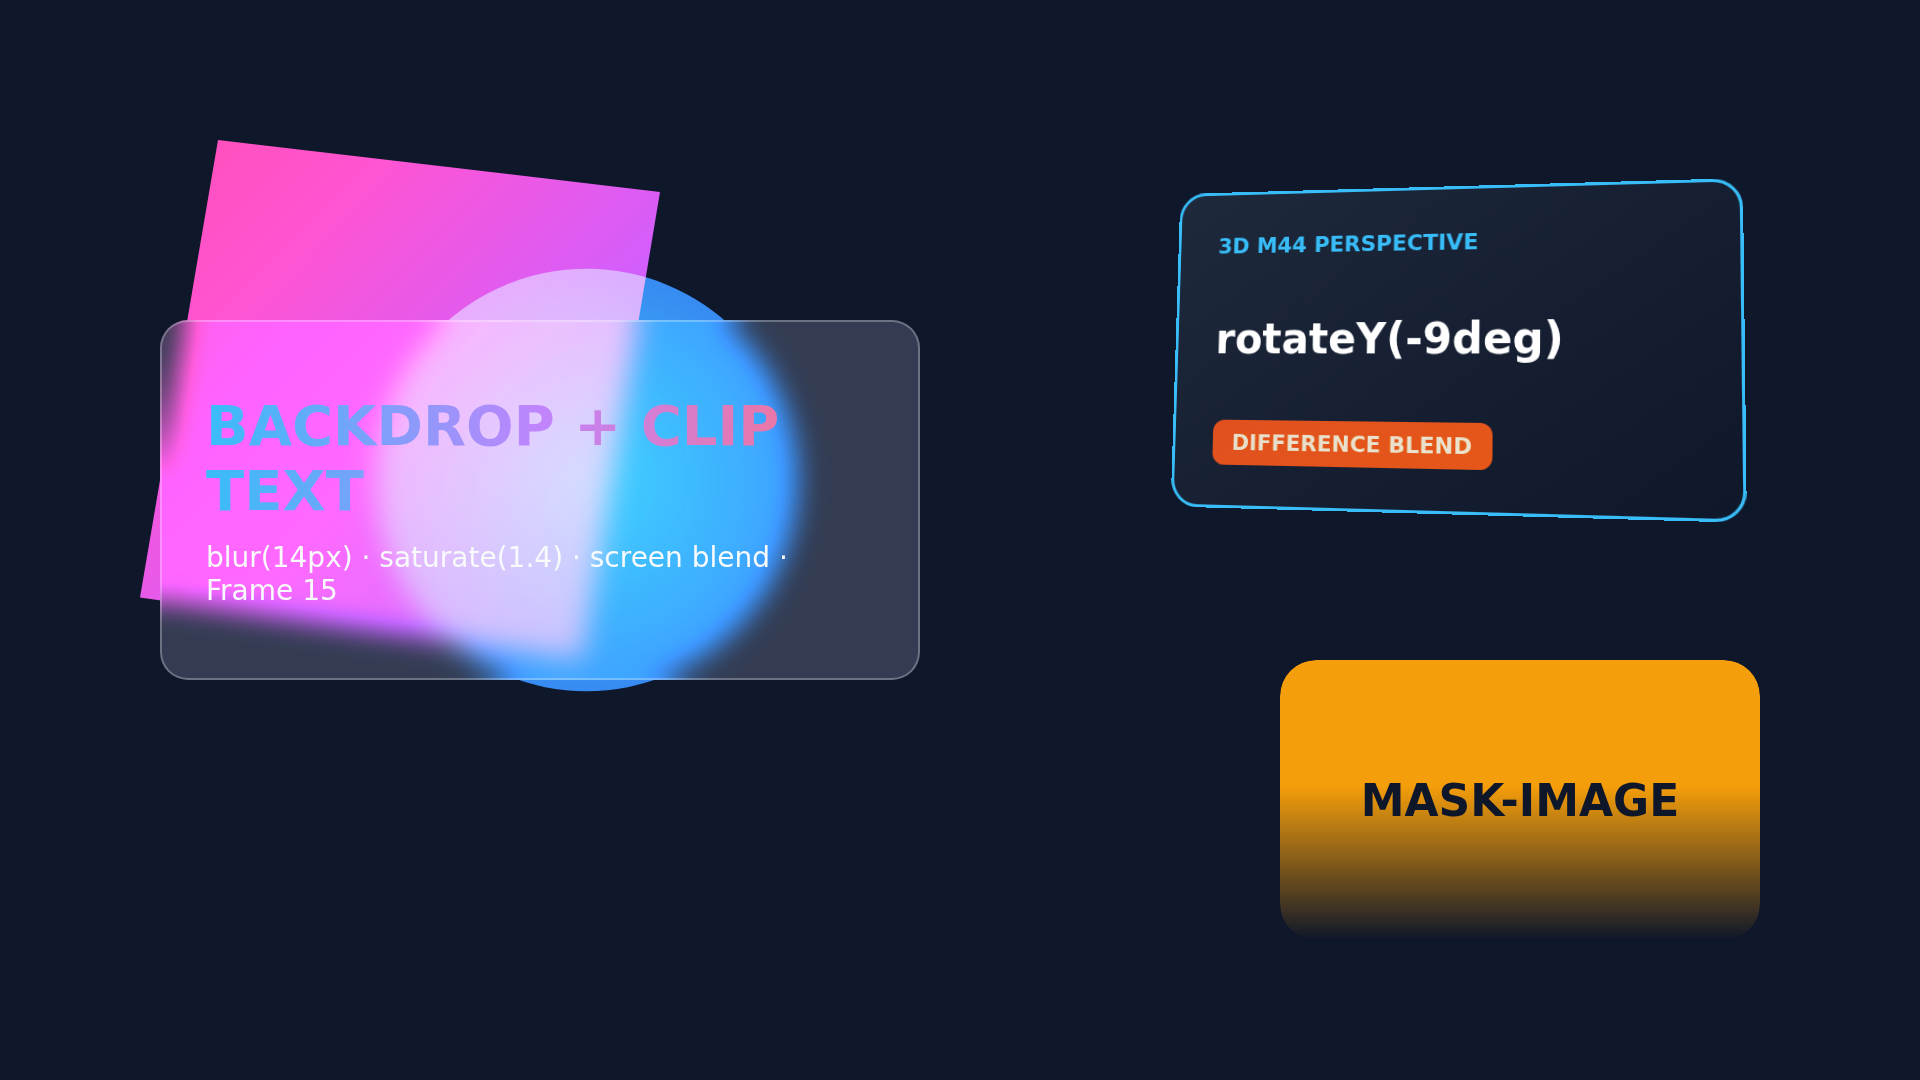 BACKDROP + CLIP
TEXT
blur(14px) · saturate(1.4) · screen blend ·
Frame 15
3D M44 PERSPECTIVE
rotateY(-9deg)
DIFFERENCE BLEND
MASK-IMAGE